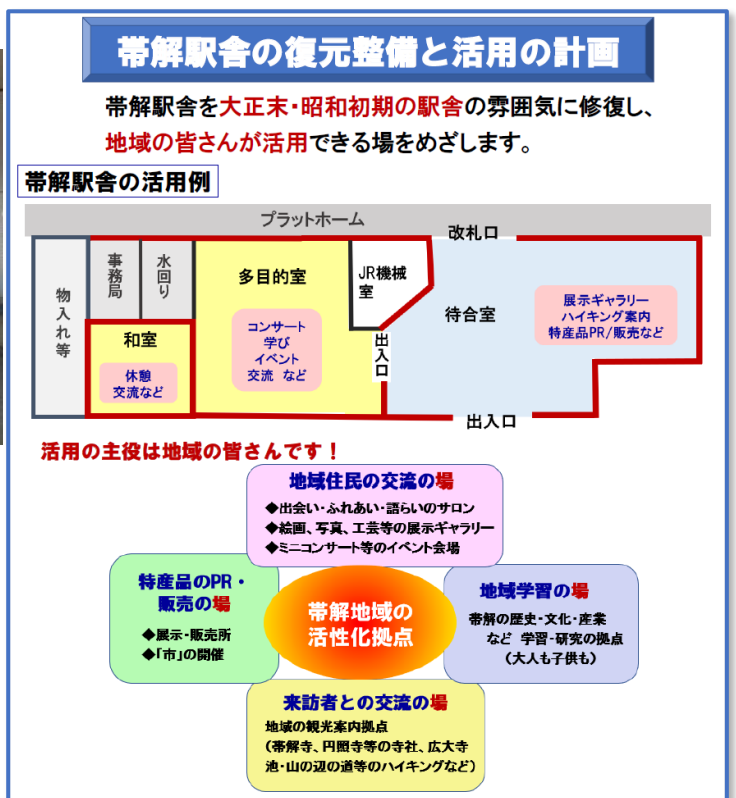 帯解駅舎の復元整備と活用の計画
帯解駅舎を大正末・昭和初期の駅舎の雰囲気に修復し、
地域の皆さんが活用できる場をめざします。
帯解駅舎の活用例
プラットホーム
改札口
物入れ等
事務局
水回り
和室
休憩
交流など
多目的室
コンサート
学び
イベント
交流 など
JR機械
室
出入口
待合室
展示ギャラリー
ハイキング案内
特産品PR/販売など
出入口
活用の主役は地域の皆さんです！
地域住民の交流の場
◆出会い・ふれあい・語らいのサロン
◆絵画、写真、工芸等の展示ギャラリー
◆ミニコンサート等のイベント会場
特産品のPR・
販売の場
◆展示・販売所
◆「市」の開催
帯解地域の
活性化拠点
地域学習の場
帯解の歴史・文化・産業
など 学習・研究の拠点
（大人も子供も）
来訪者との交流の場
地域の観光案内拠点
（帯解寺、円照寺等の寺社、広大寺
池・山の辺の道等のハイキングなど）